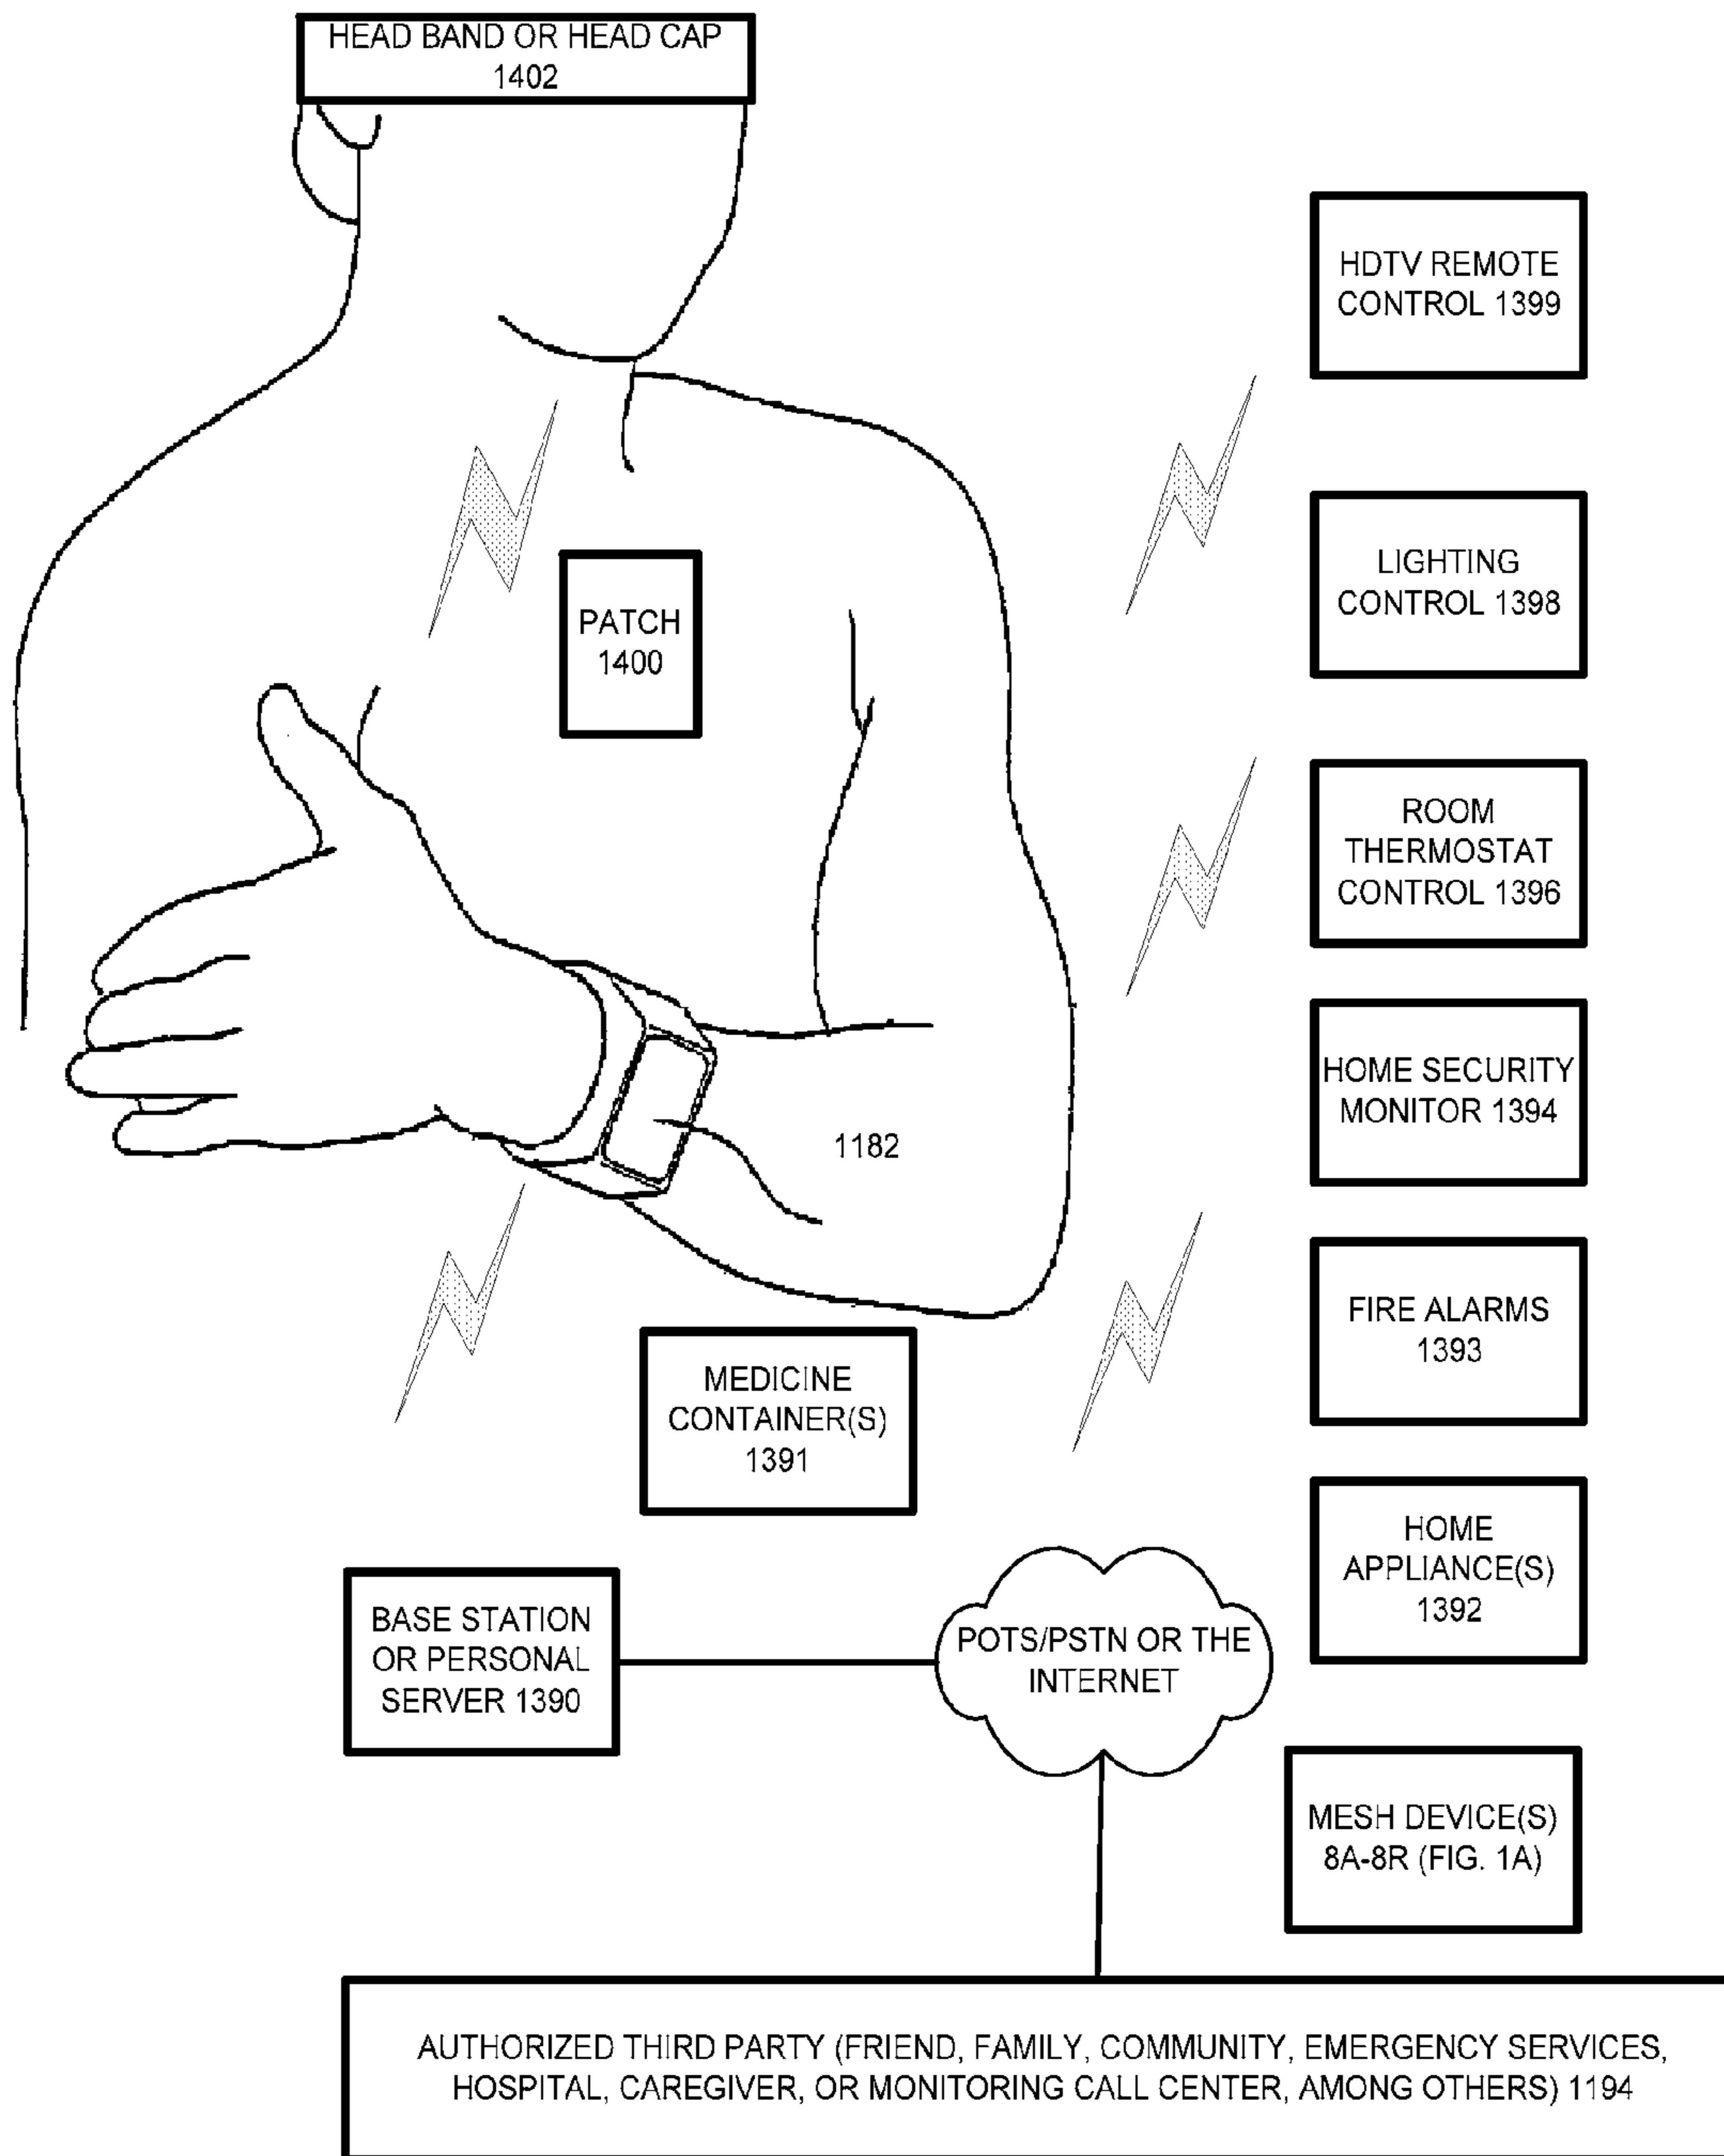 HEAD BAND OR HEAD CAP
1402
HDTV REMOTE
CONTROL 1399
LIGHTING
CONTROL 1398
PATCH
1400
ROOM
THERMOSTAT
CONTROL 1396
HOME SECURITY
MONITOR 1394
1182
FIRE ALARMS
1393
MEDICINE
CONTAINER(S)
1391
HOME
APPLIANCE(S)
1392
BASE STATION
OR PERSONAL
SERVER 1390
POTS/PSTN OR THE
INTERNET
MESH DEVICE(S)
8A-8R (FIG. 1A)
AUTHORIZED THIRD PARTY (FRIEND, FAMILY, COMMUNITY, EMERGENCY SERVICES,
HOSPITAL, CAREGIVER, OR MONITORING CALL CENTER, AMONG OTHERS) 1194